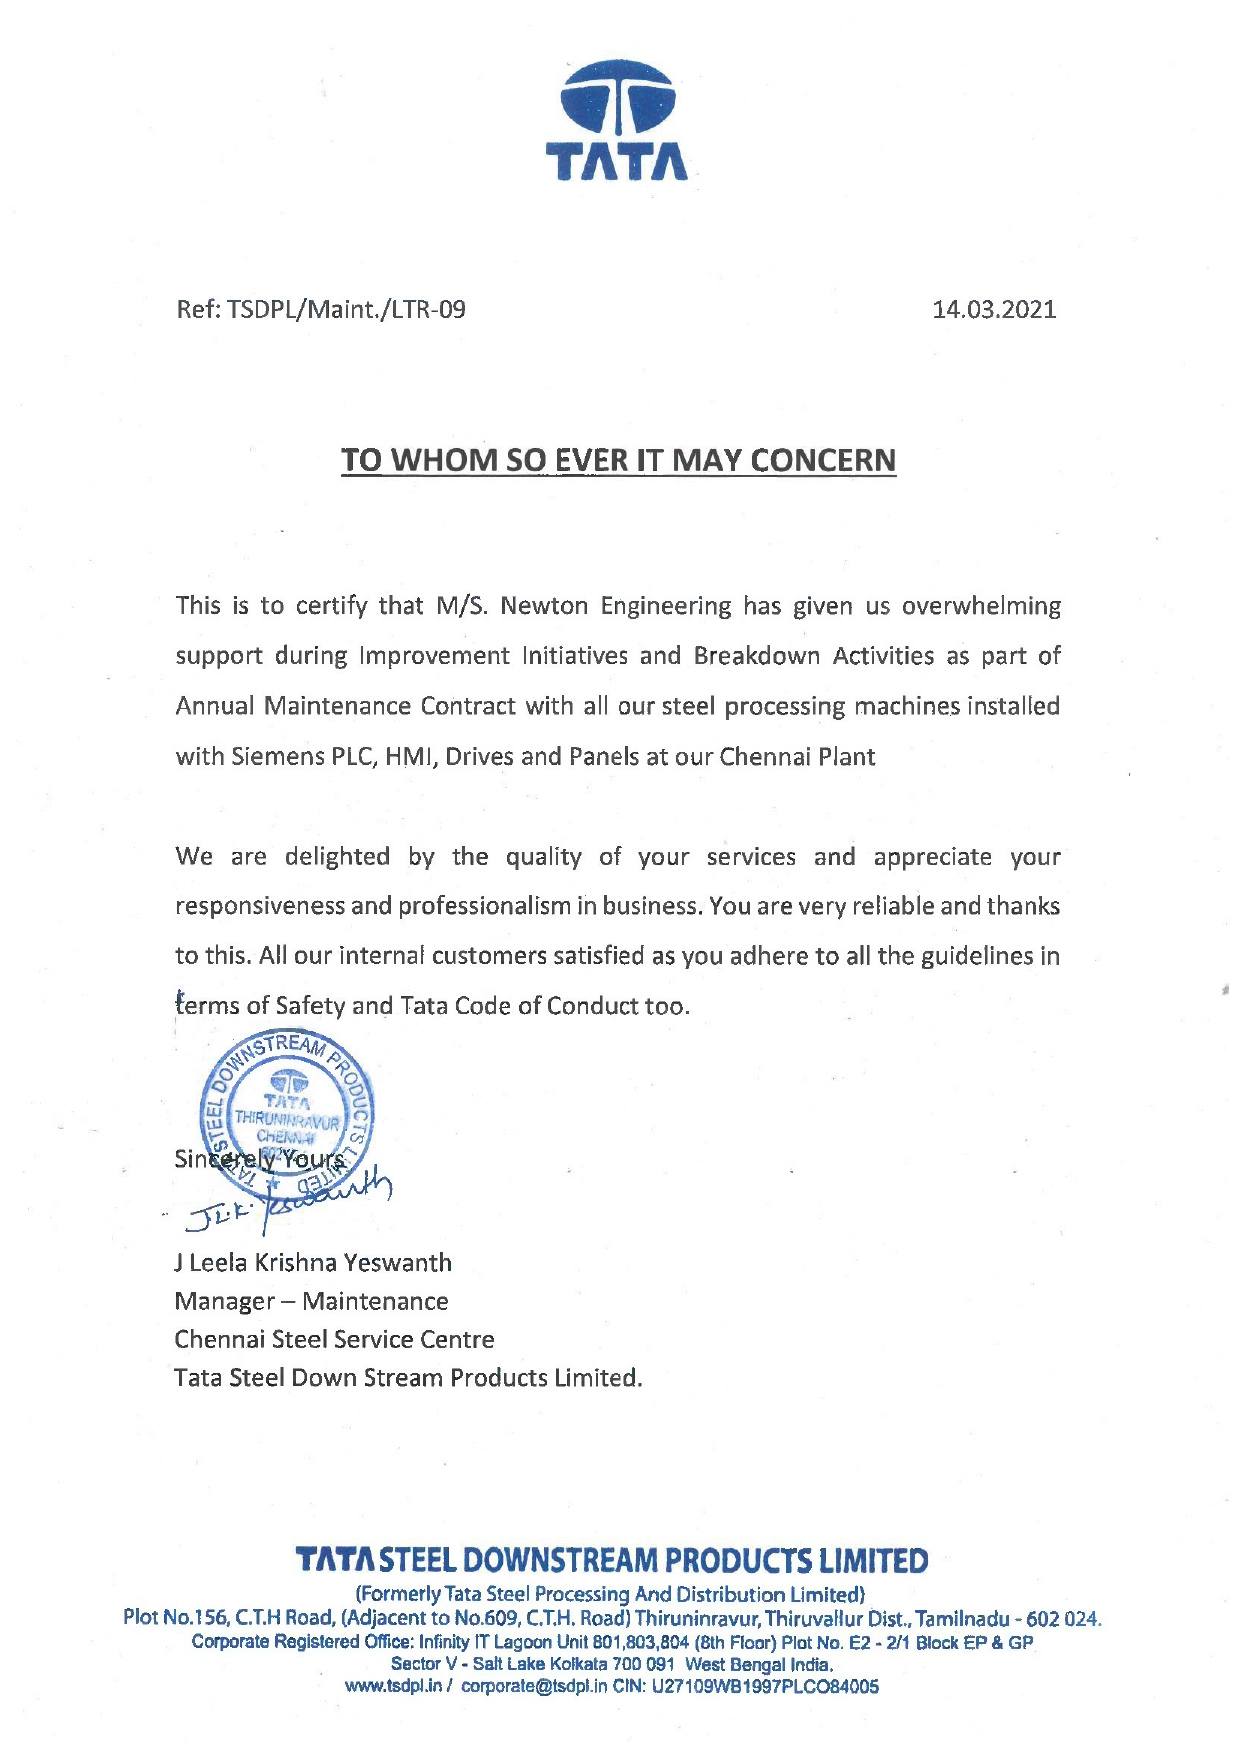 TATA
Ref: TSDPL/Maint./LTR-09 14.03.2021
TO WHOM SO EVER IT MAY CONCERN
This is to certify that M/S. Newton Engineering has given us overwhelming
support during Improvement Initiatives and Breakdown Activities as part of
Annual Maintenance Contract with all our steel processing machines installed
with Siemens PLC, HMI, Drives and Panels at our Chennai Plant
We are delighted by the quality of your services and appreciate your
responsiveness and professionalism in business. You are very reliable and thanks
to this. All our internal customers satisfied as you adhere to all the guidelines in
terms of Safety and Tata Code of Conduct too.
TATA STEEL DOWNSTREAM PRODUCTS LIMITED
TATA
THIRUNINRAVUR
CHENNAI
Sincerely Yours
J L K Yeswanth
J Leela Krishna Yeswanth
Manager – Maintenance
Chennai Steel Service Centre
Tata Steel Down Stream Products Limited.
TATA STEEL DOWNSTREAM PRODUCTS LIMITED
(Formerly Tata Steel Processing And Distribution Limited)
Plot No.156, C.T.H Road, (Adjacent to No.609, C.T.H. Road) Thiruninravur, Thiruvallur Dist., Tamilnadu - 602 024.
Corporate Registered Office: Infinity IT Lagoon Unit 801,803,804 (8th Floor) Plot No. E2 - 2/1 Block EP & GP
Sector V - Salt Lake Kolkata 700 091 West Bengal India.
www.tsdpl.in / corporate@tsdpl.in CIN: U27109WB1997PLCO84005